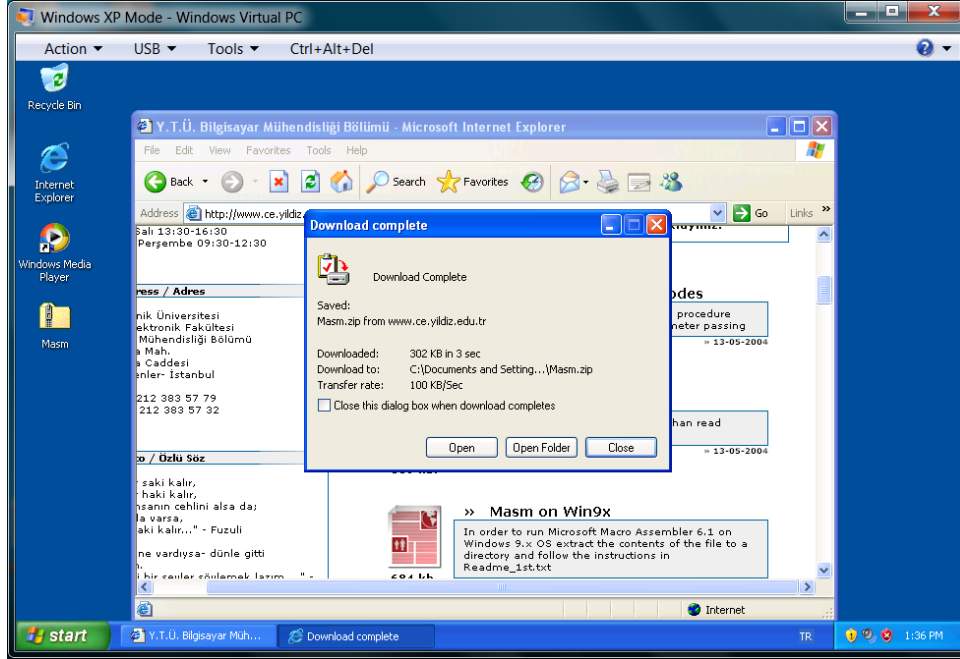 Windows XP Mode - Windows Virtual PC
Action USB Tools Ctrl+Alt+Del
Recycle Bin
Internet
Explorer
Windows Media
Player
Masm
Y.T.Ü. Bilgisayar Mühendisliği Bölümü - Microsoft Internet Explorer
File Edit View Favorites Tools Help
Back Search Favorites
Address http://www.ce.yildiz. Go Links »
Salı 13:30-16:30
Perşembe 09:30-12:30
ress / Adres
nik Üniversitesi
ektronik Fakültesi
Mühendisliği Bölümü
Mah.
Caddesi
enler- İstanbul
212 383 57 79
212 383 57 32
co / Özlü Söz
saki kalır,
haki kalır,
nsanın cehlini alsa da;
la varsa,
aki kalır..." - Fuzuli
ne vardıysa- dünle gitti
Download complete
Download Complete
Saved:
Masm.zip from www.ce.yildiz.edu.tr
Downloaded: 302 KB in 3 sec
Download to: C:\Documents and Setting...\Masm.zip
Transfer rate: 100 KB/Sec
Close this dialog box when download completes
Open Open Folder Close
odes
procedure
meter passing
» 13-05-2004
han read
» 13-05-2004
» Masm on Win9x
In order to run Microsoft Macro Assembler 6.1 on
Windows 9.x OS extract the contents of the file to a
directory and follow the instructions in
Readme_1st.txt
684 kb
Internet
start Y.T.Ü. Bilgisayar Müh... Download complete TR 1:36 PM